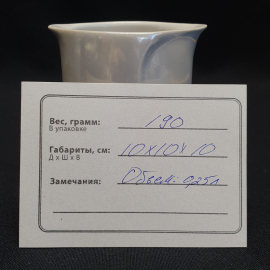 Вес, грамм: 190
В упаковке
Габариты, см: 10х10х10
Д х Ш х В
Замечания: Объем: 0,25л